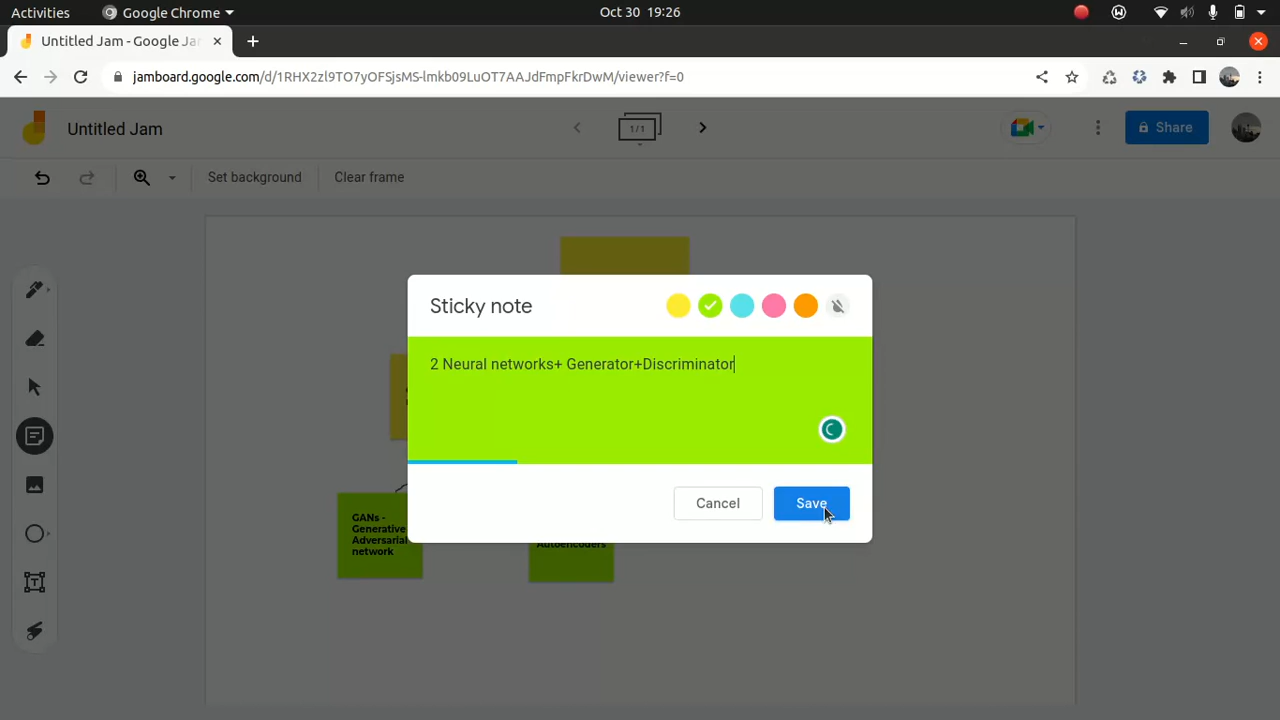 Activities
Google Chrome
Oct 30 19:26
Untitled Jam - Google Jar
jamboard.google.com/d/1RHX2zl9TO7yOFSjsMS-lmkb09LuOT7AAJdFmpFkrDwM/viewer?f=0
Untitled Jam
1/1
Share
Set background
Clear frame
Sticky note
2 Neural networks+ Generator+Discriminator
Cancel
Save
GANs -
Generative
Adversarial
network
Autoencoders